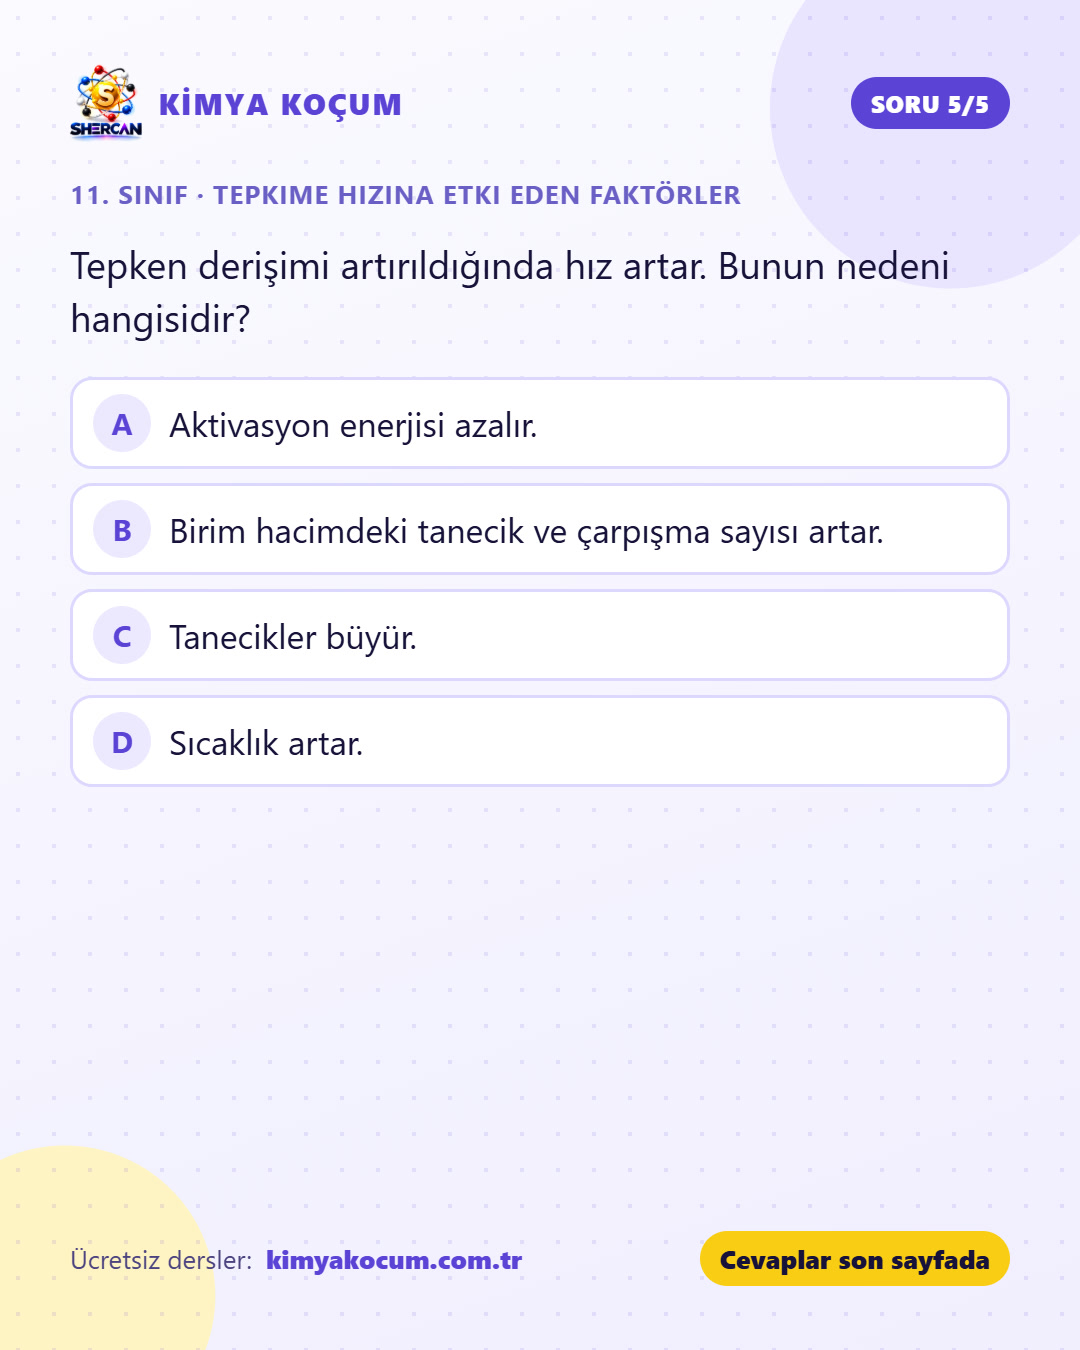 SHERCAN
KİMYA KOÇUM
SORU 5/5
11. SINIF · TEPKIME HIZINA ETKI EDEN FAKTÖRLER
Tepken derişimi artırıldığında hız artar. Bunun nedeni
hangisidir?
A Aktivasyon enerjisi azalır.
B Birim hacimdeki tanecik ve çarpışma sayısı artar.
C Tanecikler büyür.
D Sıcaklık artar.
Ücretsiz dersler: kimyakocum.com.tr
Cevaplar son sayfada